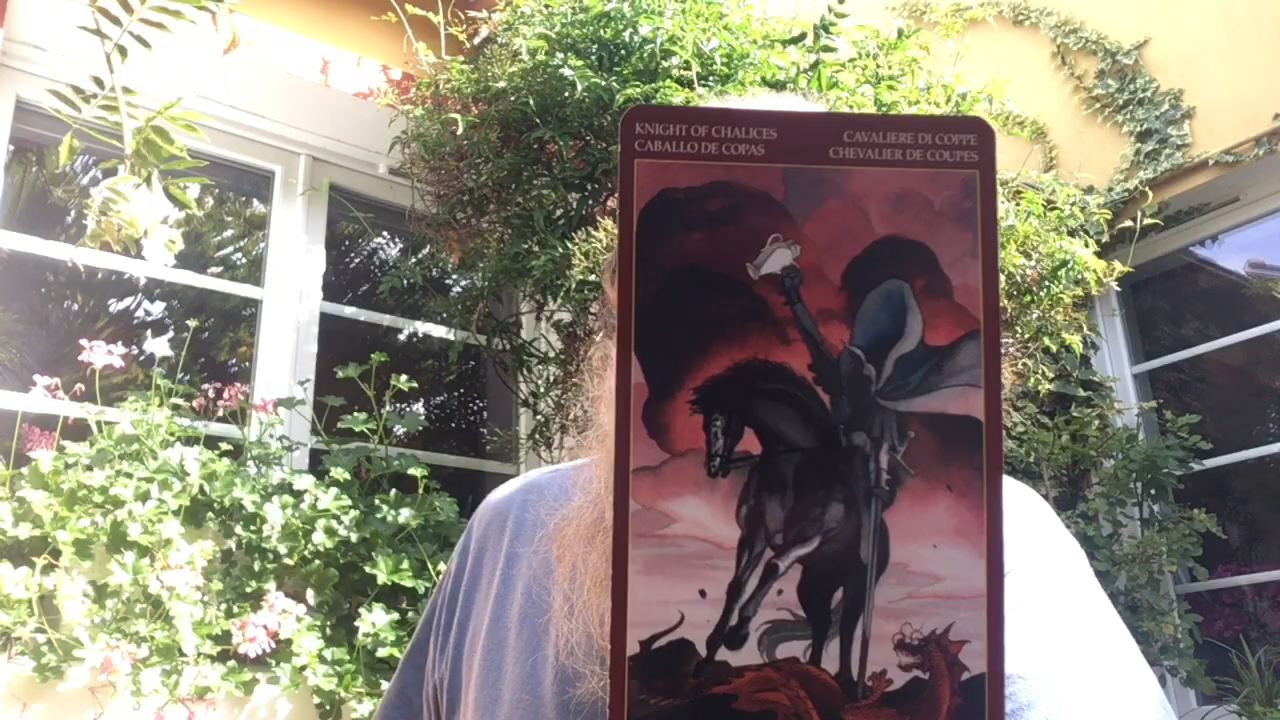 KNIGHT OF CHALICES
CABALLO DE COPAS
CAVALIERE DI COPPE
CHEVALIER DE COUPES